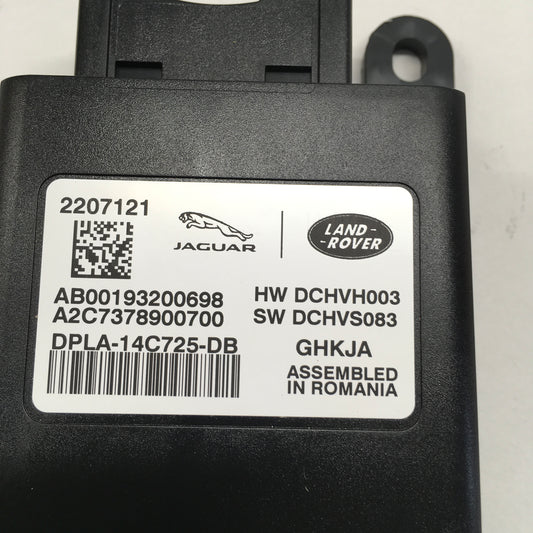 2207121
JAGUAR
LAND-
-ROVER
AB00193200698
A2C7378900700
DPLA-14C725-DB
HW DCHVH003
SW DCHVS083
GHKJA
ASSEMBLED
IN ROMANIA